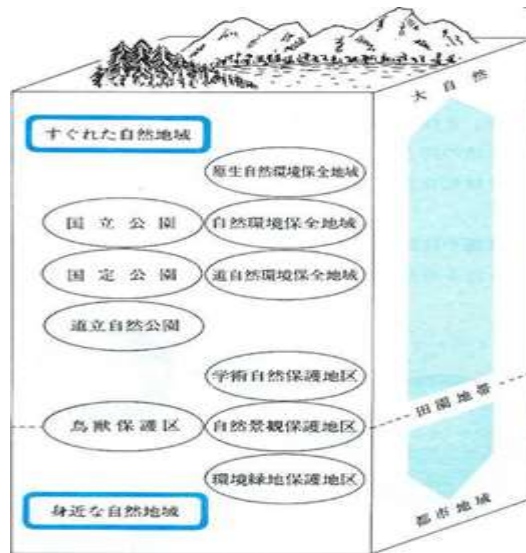 大自然
すぐれた自然地域
原生自然環境保全地域
国立公園
自然環境保全地域
国定公園
道自然環境保全地域
道立自然公園
学術自然保護地区
田園地帯
鳥獣保護区
自然景観保護地区
環境緑地保護地区
身近な自然地域
都市地域